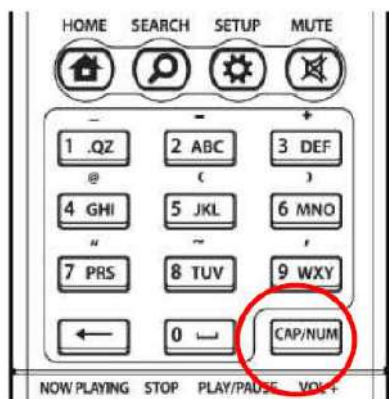 HOME SEARCH SETUP MUTE
_ - +
1 .QZ 2 ABC 3 DEF
@ ( )
4 GHI 5 JKL 6 MNO
" ~ '
7 PRS 8 TUV 9 WXY
0 CAP/NUM
NOW PLAYING STOP PLAY/PAUSE VOL +